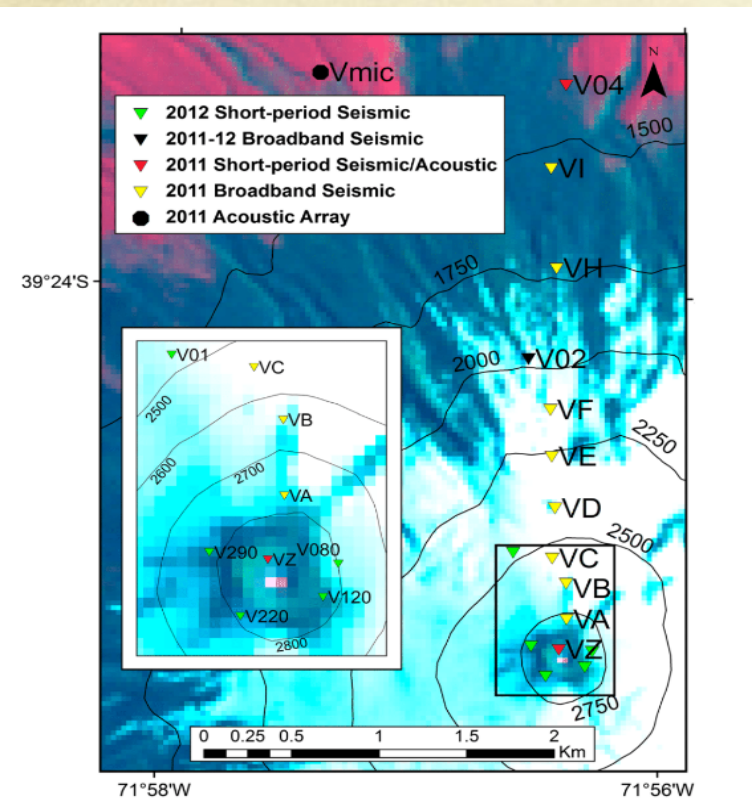 Vmic
N
V04
2012 Short-period Seismic
2011-12 Broadband Seismic
2011 Short-period Seismic/Acoustic
2011 Broadband Seismic
2011 Acoustic Array
1500
VI
39°24'S
1750
VH
2000
V02
VF
2250
VE
VD
2500
VC
VB
VA
VZ
2750
V01
VC
2500
VB
2600
2700
VA
V290
VZ
V080
V120
V220
2800
0 0.25 0.5 1 1.5 2
Km
71°58'W
71°56'W